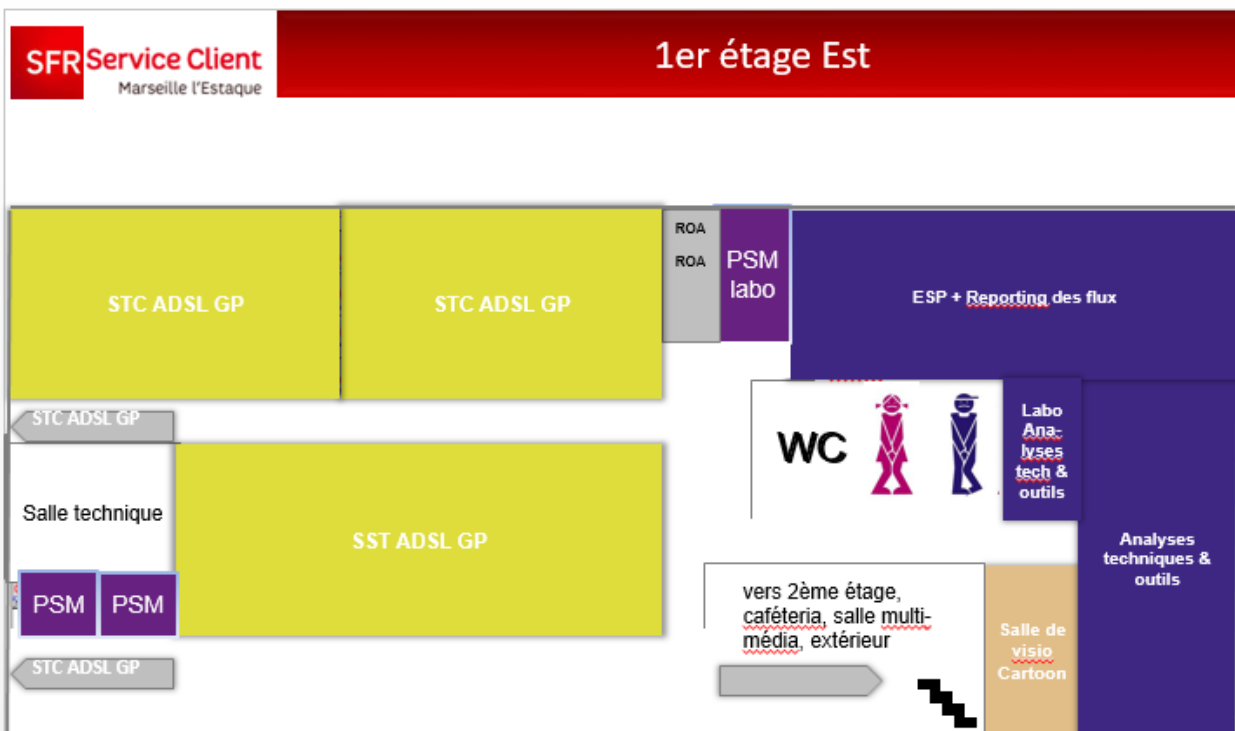 SFR Service Client
Marseille l'Estaque
1er étage Est
STC ADSL GP
STC ADSL GP
ROA
ROA
PSM
labo
ESP + Reporting des flux
STC ADSL GP
WC
Labo
Ana-
lyses
tech &
outils
Salle technique
SST ADSL GP
Analyses
techniques &
outils
PSM
PSM
vers 2ème étage,
caféteria, salle multi-
média, extérieur
Salle de
visio
Cartoon
STC ADSL GP